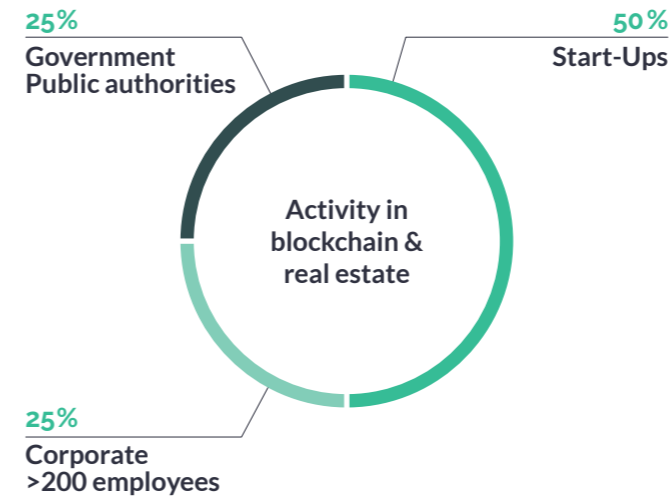 25%
Government
Public authorities
50%
Start-Ups
Activity in
blockchain &
real estate
25%
Corporate
>200 employees